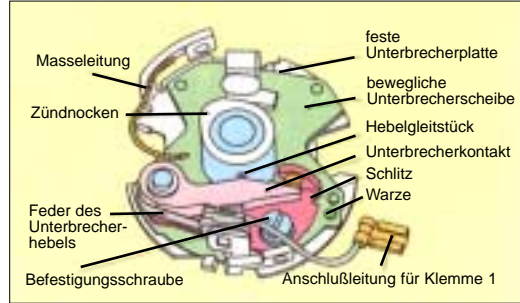 feste
Unterbrecherplatte
Masseleitung
bewegliche
Unterbrecherscheibe
Zündnocken
Hebelgleitstück
Unterbrecherkontakt
Schlitz
Warze
Feder des
Unterbrecher-
hebels
Befestigungsschraube
Anschlußleitung für Klemme 1